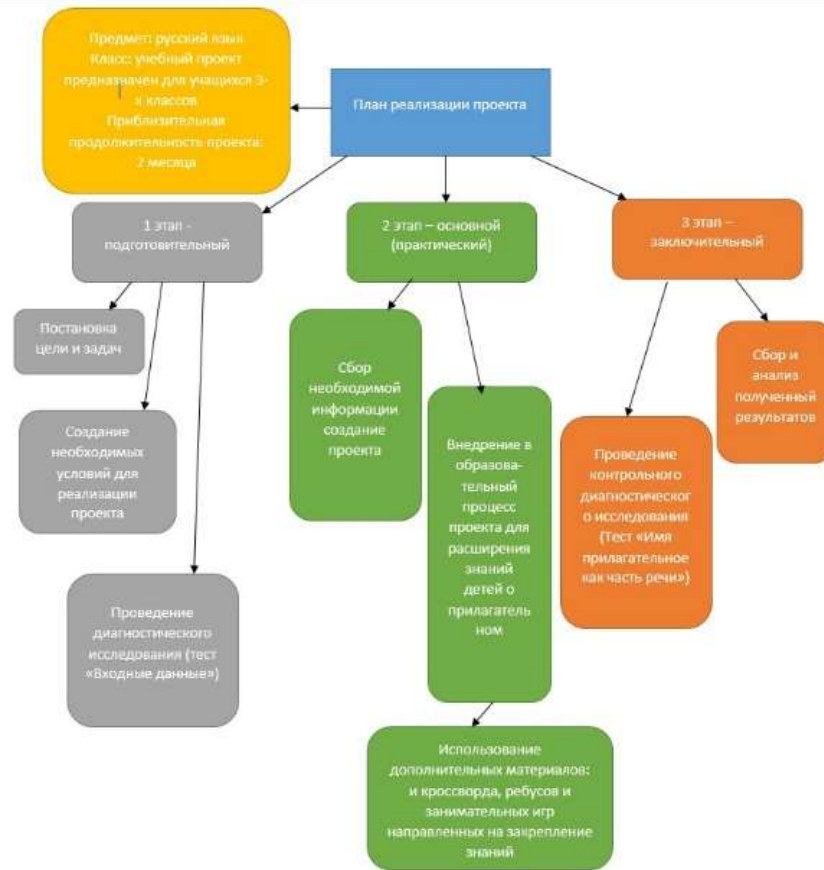 Предмет: русский язык
Класс: учебный проект
предназначен для учащихся 3-
х классов
Приблизительная
продолжительность проекта:
2 месяца
План реализации проекта
1 этап -
подготовительный
2 этап – основной
(практический)
3 этап –
заключительный
Постановка
цели и задач
Создание
необходимых
условий для
реализации
проекта
Проведение
диагностического
исследования (тест
«Входные данные»)
Сбор
необходимой
информации
создание
проекта
Внедрение в
образова-
тельный
процесс
проекта для
расширения
знаний
детей о
прилагатель
ном
Использование
дополнительных материалов:
и кроссворда, ребусов и
занимательных игр
направленных на закрепление
знаний
Проведение
контрольного
диагностическог
о исследования
(Тест «Имя
прилагательное
как часть речи»)
Сбор и
анализ
полученный
результатов